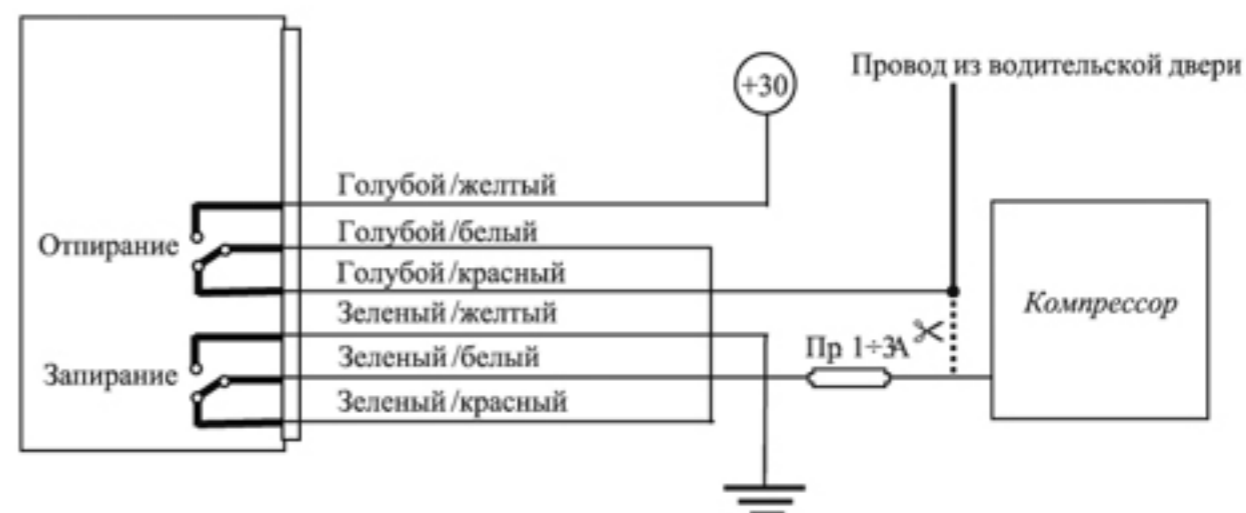 +30
Провод из водительской двери
Голубой/желтый
Отпирание
Голубой/белый
Голубой/красный
Компрессор
Зеленый/желтый
Запирание
Зеленый/белый
Пр 1÷3А
Зеленый/красный